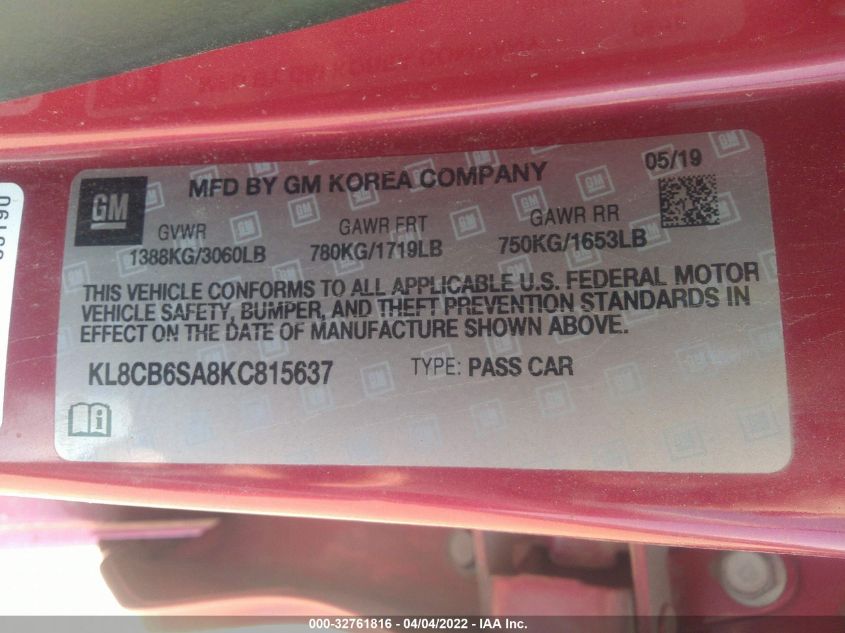 MFD BY GM KOREA COMPANY
05/19
GM
GVWR GAWR FRT GAWR RR
1388KG/3060LB 780KG/1719LB 750KG/1653LB
THIS VEHICLE CONFORMS TO ALL APPLICABLE U.S. FEDERAL MOTOR
VEHICLE SAFETY, BUMPER, AND THEFT PREVENTION STANDARDS IN
EFFECT ON THE DATE OF MANUFACTURE SHOWN ABOVE.
KL8CB6SA8KC815637 TYPE: PASS CAR
000-32761816 - 04/04/2022 - IAA Corp.